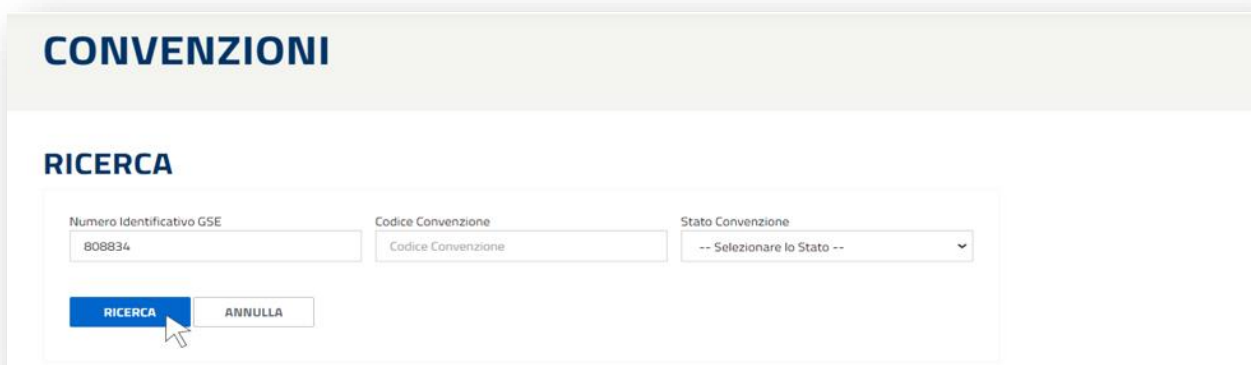 CONVENZIONI
RICERCA
Numero Identificativo GSE Codice Convenzione Stato Convenzione
808834 Codice Convenzione -- Selezionare lo Stato --
RICERCA ANNULLA